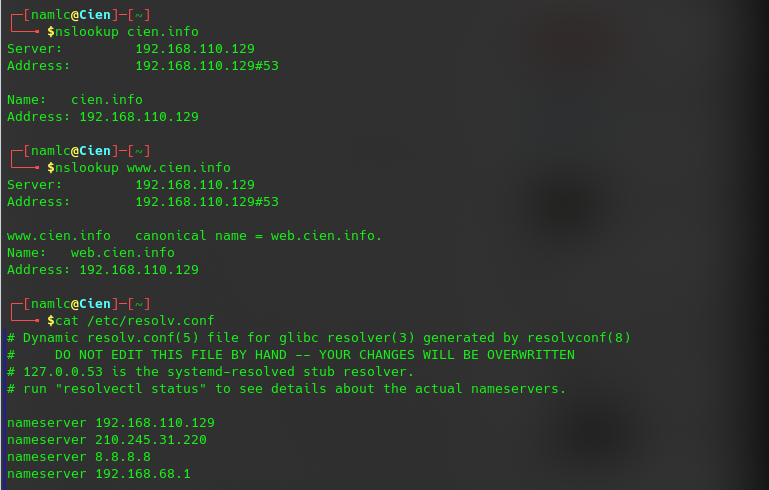 ┌─[namlc@Cien]─[~]
└──╼ $nslookup cien.info
Server:         192.168.110.129
Address:        192.168.110.129#53

Name:   cien.info
Address: 192.168.110.129

┌─[namlc@Cien]─[~]
└──╼ $nslookup www.cien.info
Server:         192.168.110.129
Address:        192.168.110.129#53

www.cien.info   canonical name = web.cien.info.
Name:   web.cien.info
Address: 192.168.110.129

┌─[namlc@Cien]─[~]
└──╼ $cat /etc/resolv.conf
# Dynamic resolv.conf(5) file for glibc resolver(3) generated by resolvconf(8)
#     DO NOT EDIT THIS FILE BY HAND -- YOUR CHANGES WILL BE OVERWRITTEN
# 127.0.0.53 is the systemd-resolved stub resolver.
# run "resolvectl status" to see details about the actual nameservers.

nameserver 192.168.110.129
nameserver 210.245.31.220
nameserver 8.8.8.8
nameserver 192.168.68.1